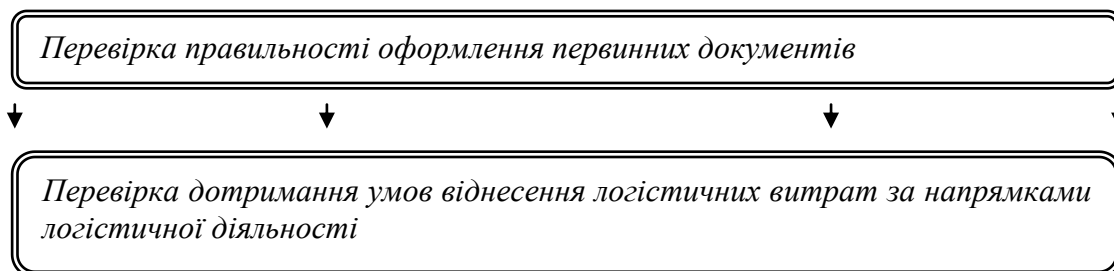 Перевірка правильності оформлення первинних документів
Перевірка дотримання умов віднесення логістичних витрат за напрямками
логістичної діяльності